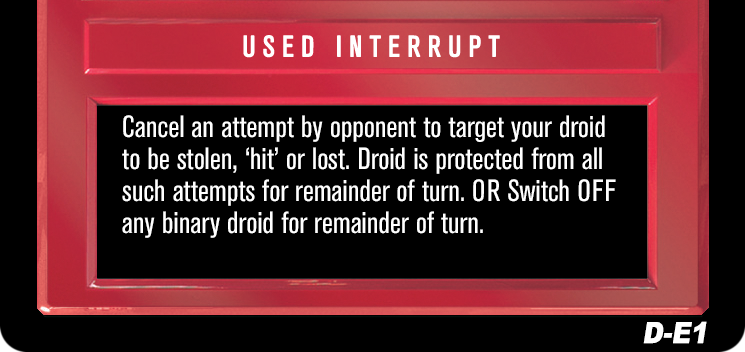 USED INTERRUPT
Cancel an attempt by opponent to target your droid
to be stolen, ‘hit’ or lost. Droid is protected from all
such attempts for remainder of turn. OR Switch OFF
any binary droid for remainder of turn.
D-E1